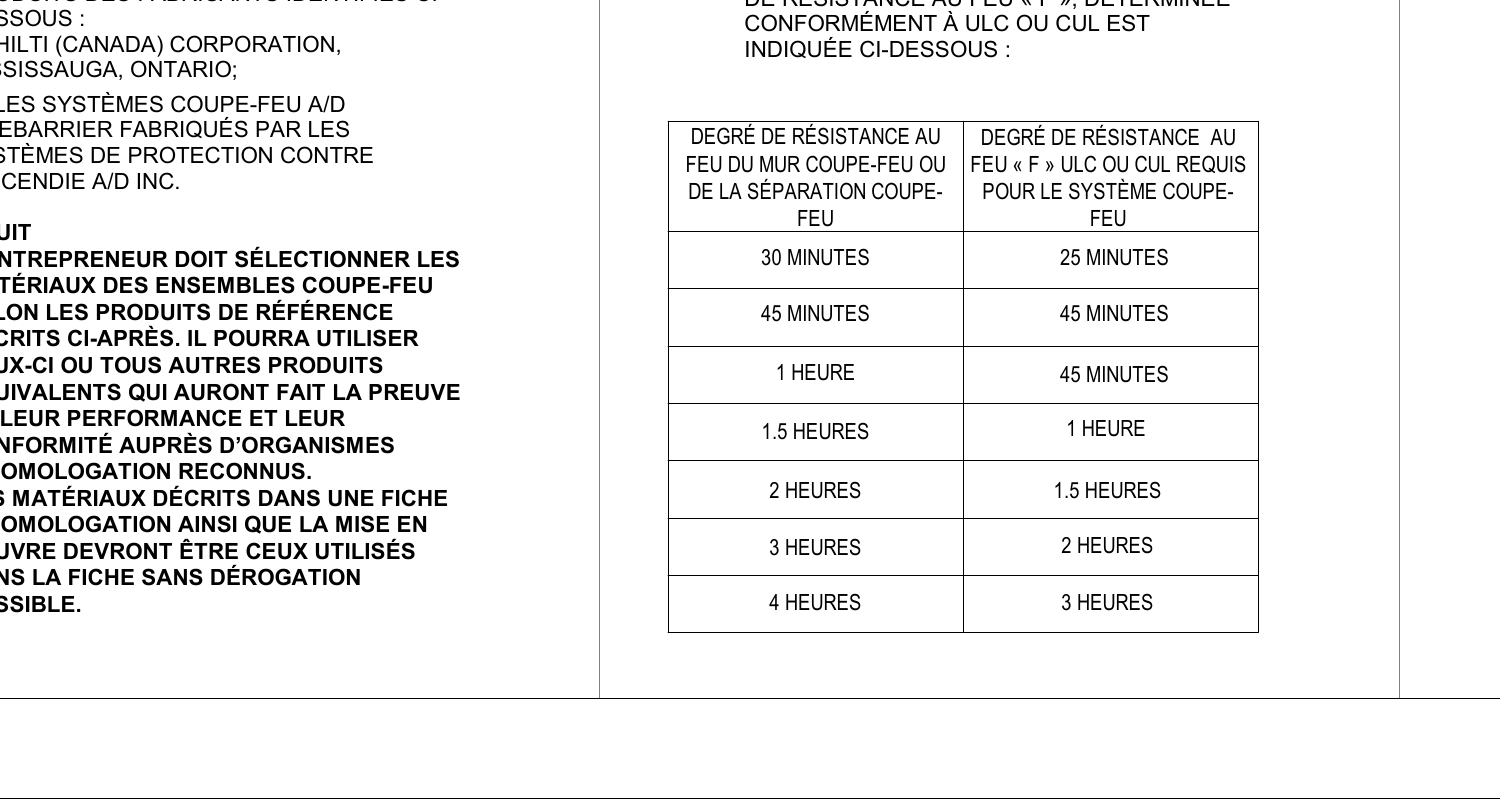 SSOUS :
HILTI (CANADA) CORPORATION,
SSISSAUGA, ONTARIO;
LES SYSTÈMES COUPE-FEU A/D
EBARRIER FABRIQUÉS PAR LES
STÈMES DE PROTECTION CONTRE
CENDIE A/D INC.
UIT
NTREPRENEUR DOIT SÉLECTIONNER LES
TÉRIAUX DES ENSEMBLES COUPE-FEU
LON LES PRODUITS DE RÉFÉRENCE
CRITS CI-APRÈS. IL POURRA UTILISER
UX-CI OU TOUS AUTRES PRODUITS
UIVALENTS QUI AURONT FAIT LA PREUVE
LEUR PERFORMANCE ET LEUR
NFORMITÉ AUPRÈS D’ORGANISMES
OMOLOGATION RECONNUS.
S MATÉRIAUX DÉCRITS DANS UNE FICHE
OMOLOGATION AINSI QUE LA MISE EN
UVRE DEVRONT ÊTRE CEUX UTILISÉS
NS LA FICHE SANS DÉROGATION
SSIBLE.
DE RÉSISTANCE AU FEU « F », DÉTERMINÉE
CONFORMÉMENT À ULC OU CUL EST
INDIQUÉE CI-DESSOUS :
DEGRÉ DE RÉSISTANCE AU
FEU DU MUR COUPE-FEU OU
DE LA SÉPARATION COUPE-
FEU
DEGRÉ DE RÉSISTANCE AU
FEU « F » ULC OU CUL REQUIS
POUR LE SYSTÈME COUPE-
FEU
30 MINUTES 25 MINUTES
45 MINUTES 45 MINUTES
1 HEURE 45 MINUTES
1.5 HEURES 1 HEURE
2 HEURES 1.5 HEURES
3 HEURES 2 HEURES
4 HEURES 3 HEURES